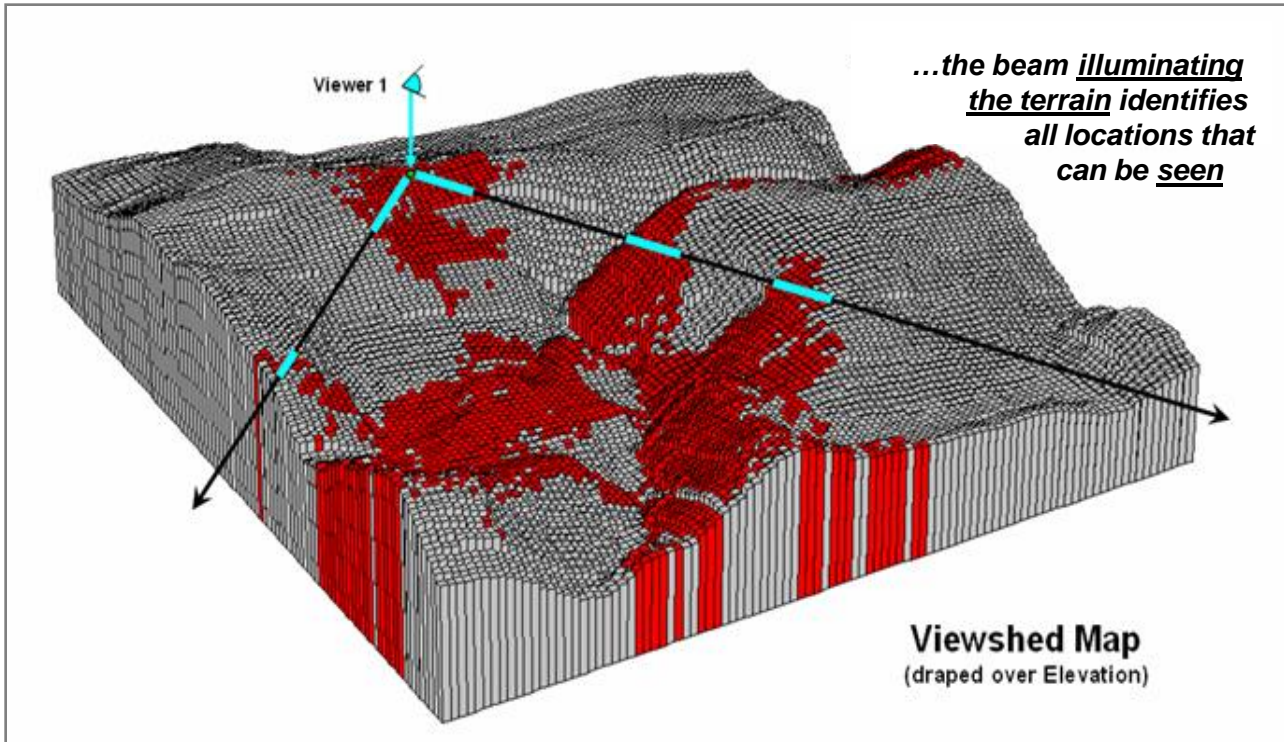 Viewer 1
…the beam illuminating
the terrain identifies
all locations that
can be seen
Viewshed Map
(draped over Elevation)